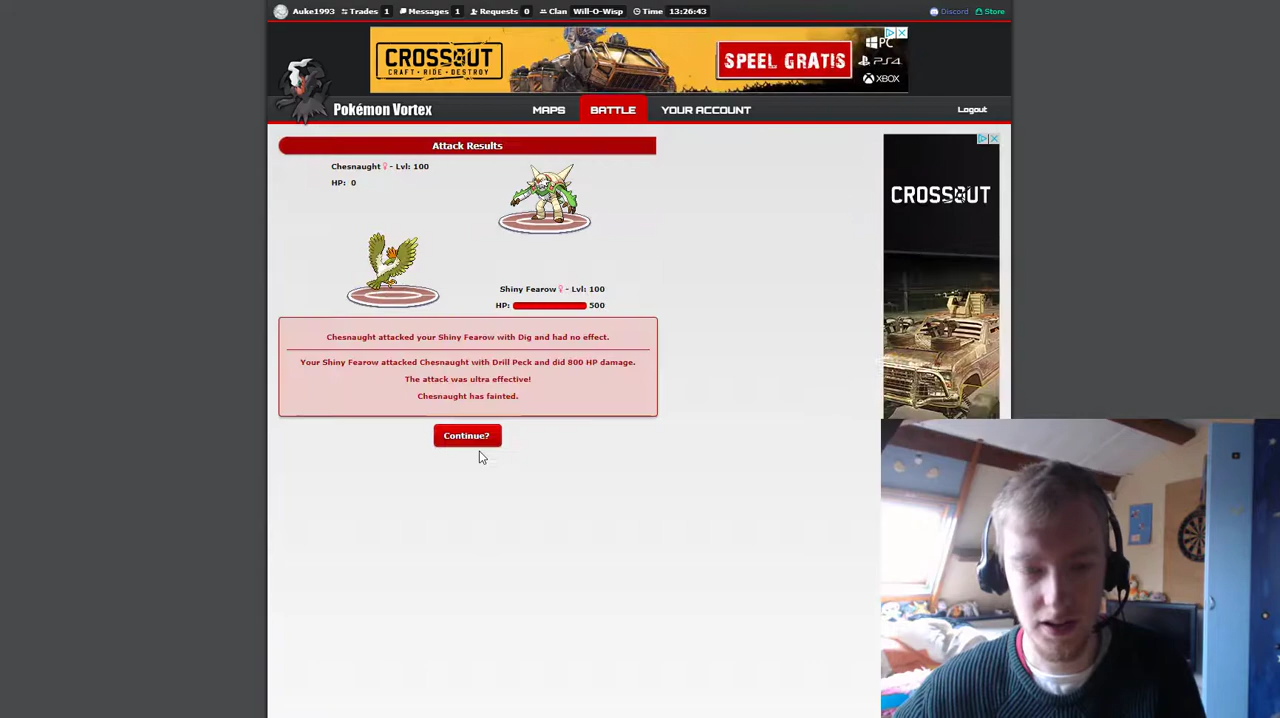 Auke1993 Trades 1 Messages 1 Requests 0 Clan Will-O-Wisp Time 13:26:43 Discord Store
CROSSOUT
CRAFT • RIDE • DESTROY
SPEEL GRATIS
PC
PS4
XBOX
Pokémon Vortex
MAPS BATTLE YOUR ACCOUNT Logout
Attack Results
Chesnaught♀ - Lvl: 100
HP: 0
Shiny Fearow♀ - Lvl: 100
HP: 500
Chesnaught attacked your Shiny Fearow with Dig and had no effect.
Your Shiny Fearow attacked Chesnaught with Drill Peck and did 800 HP damage.
The attack was ultra effective!
Chesnaught has fainted.
Continue?
CROSSOUT